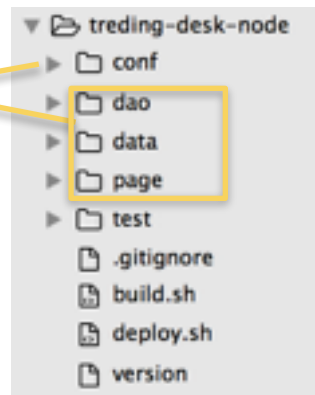 treding-desk-node
conf
dao
data
page
test
.gitignore
build.sh
deploy.sh
version